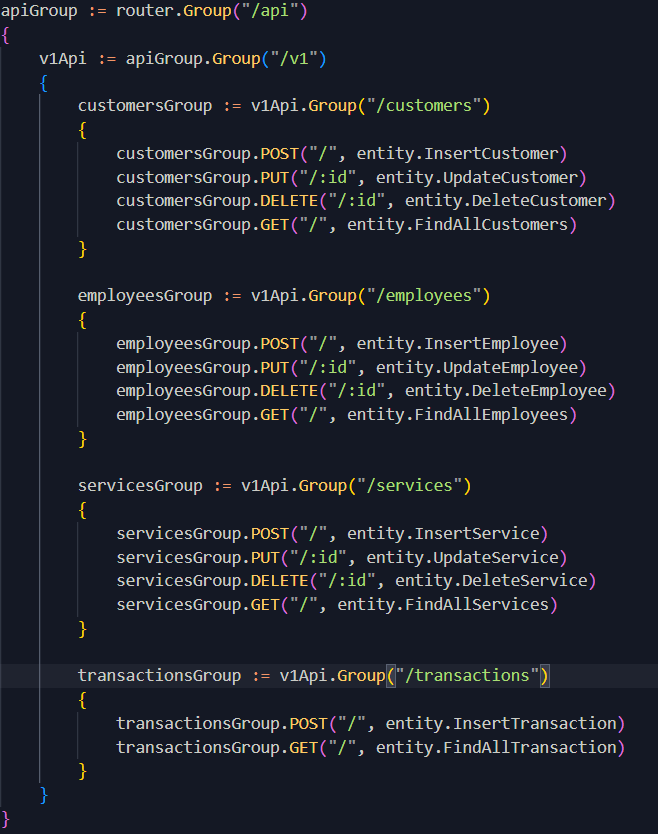 apiGroup := router.Group("/api")
{
    v1Api := apiGroup.Group("/v1")
    {
        customersGroup := v1Api.Group("/customers")
        {
            customersGroup.POST("/", entity.InsertCustomer)
            customersGroup.PUT("/:id", entity.UpdateCustomer)
            customersGroup.DELETE("/:id", entity.DeleteCustomer)
            customersGroup.GET("/", entity.FindAllCustomers)
        }

        employeesGroup := v1Api.Group("/employees")
        {
            employeesGroup.POST("/", entity.InsertEmployee)
            employeesGroup.PUT("/:id", entity.UpdateEmployee)
            employeesGroup.DELETE("/:id", entity.DeleteEmployee)
            employeesGroup.GET("/", entity.FindAllEmployees)
        }

        servicesGroup := v1Api.Group("/services")
        {
            servicesGroup.POST("/", entity.InsertService)
            servicesGroup.PUT("/:id", entity.UpdateService)
            servicesGroup.DELETE("/:id", entity.DeleteService)
            servicesGroup.GET("/", entity.FindAllServices)
        }

        transactionsGroup := v1Api.Group("/transactions")
        {
            transactionsGroup.POST("/", entity.InsertTransaction)
            transactionsGroup.GET("/", entity.FindAllTransaction)
        }
    }
}